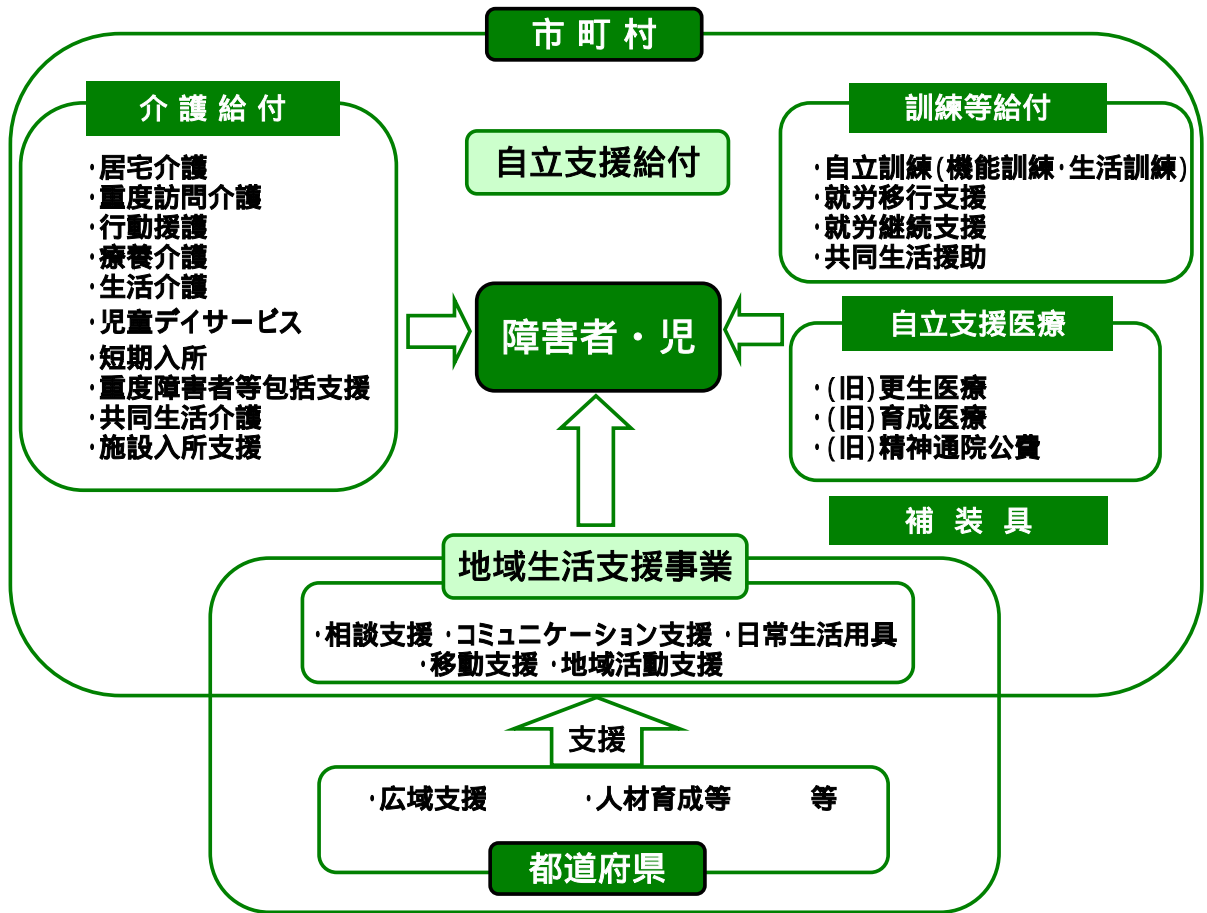 市 町 村
介 護 給 付
・居宅介護
・重度訪問介護
・行動援護
・療養介護
・生活介護
・児童デイサービス
・短期入所
・重度障害者等包括支援
・共同生活介護
・施設入所支援
自立支援給付
訓練等給付
・自立訓練(機能訓練・生活訓練)
・就労移行支援
・就労継続支援
・共同生活援助
障害者・児
自立支援医療
・(旧)更生医療
・(旧)育成医療
・(旧)精神通院公費
補 装 具
地域生活支援事業
・相談支援 ・コミュニケーション支援 ・日常生活用具
・移動支援 ・地域活動支援
支援
・広域支援 ・人材育成等 等
都道府県